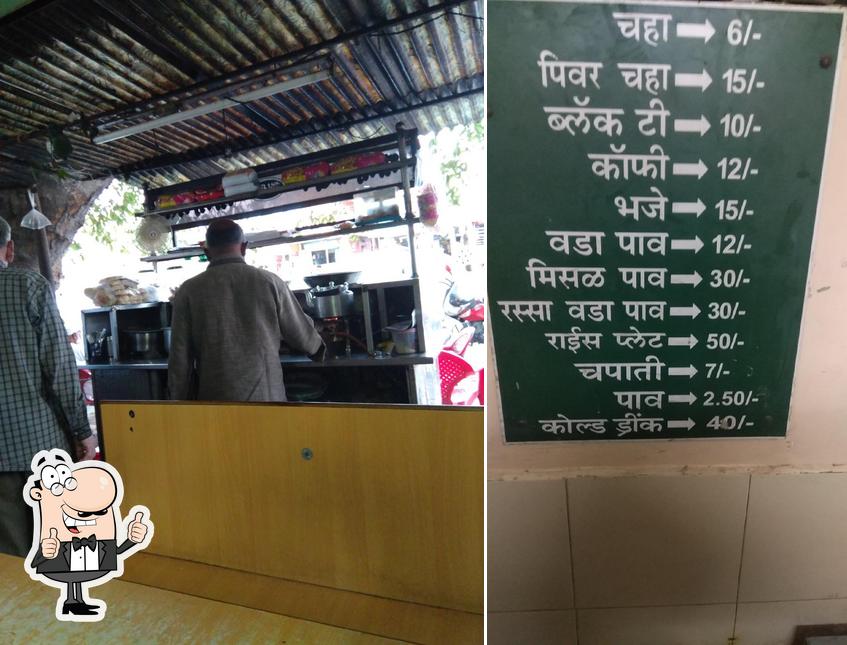 चहा ➡ 6/-
पिवर चहा ➡ 15/-
ब्लॅक टी ➡ 10/-
कॉफी ➡ 12/-
भजे ➡ 15/-
वडा पाव ➡ 12/-
मिसळ पाव ➡ 30/-
रस्सा वडा पाव ➡ 30/-
राईस प्लेट ➡ 50/-
चपाती ➡ 7/-
पाव ➡ 2.50/-
कोल्ड ड्रींक ➡ 40/-